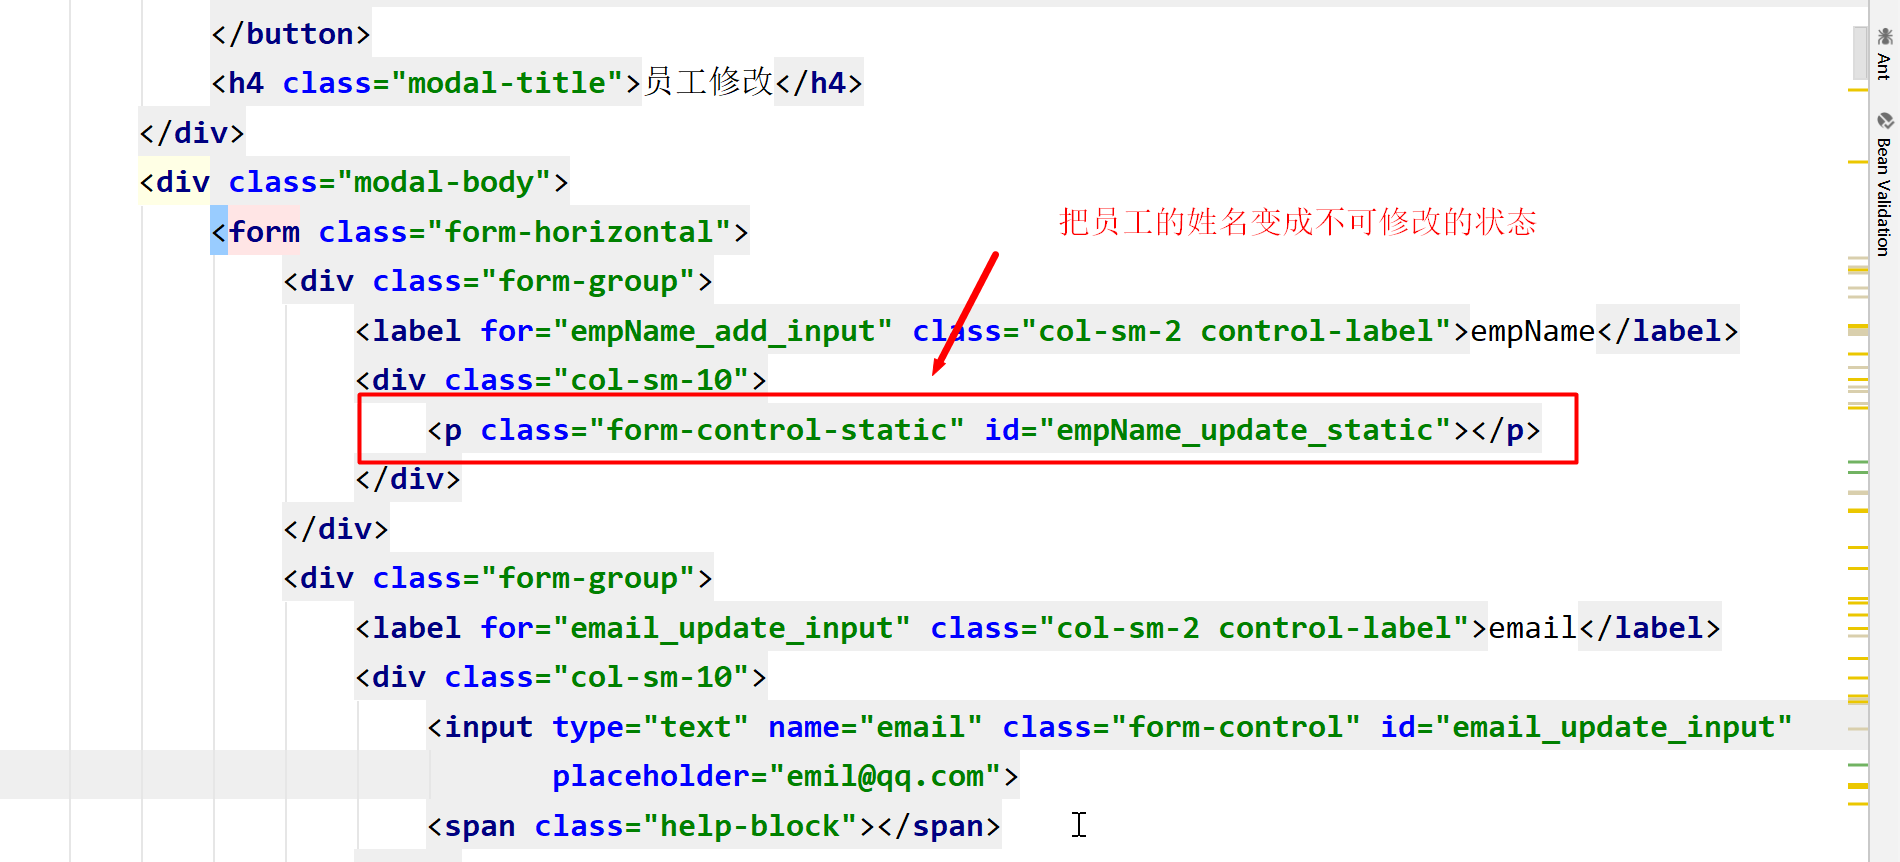 </button>
<h4 class="modal-title">员工修改</h4>
</div>
<div class="modal-body">
<form class="form-horizontal">
把员工的姓名变成不可修改的状态
<div class="form-group">
<label for="empName_add_input" class="col-sm-2 control-label">empName</label>
<div class="col-sm-10">
<p class="form-control-static" id="empName_update_static"></p>
</div>
</div>
<div class="form-group">
<label for="email_update_input" class="col-sm-2 control-label">email</label>
<div class="col-sm-10">
<input type="text" name="email" class="form-control" id="email_update_input"
placeholder="emil@qq.com">
<span class="help-block"></span>
Ant
Bean Validation